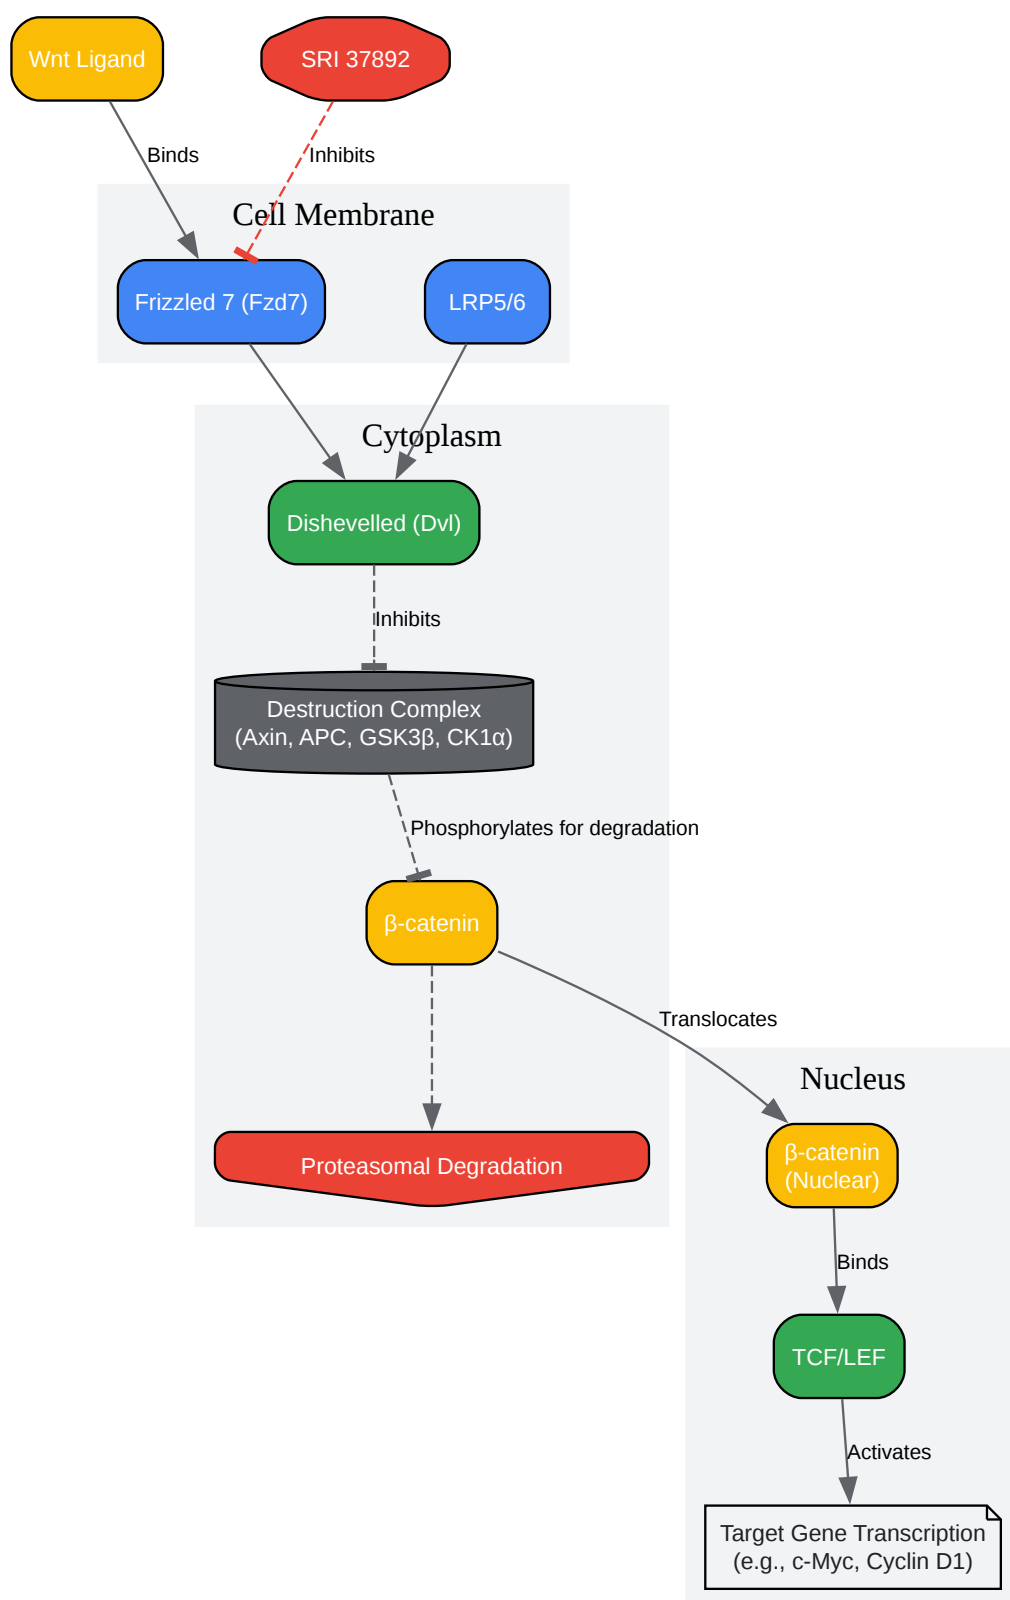 Wnt Ligand
SRI 37892
Binds
Inhibits
Cell Membrane
Frizzled 7 (Fzd7)
LRP5/6
Cytoplasm
Dishevelled (Dvl)
Inhibits
Destruction Complex
(Axin, APC, GSK3β, CK1α)
Phosphorylates for degradation
β-catenin
Translocates
Nucleus
Proteasomal Degradation
β-catenin
(Nuclear)
Binds
TCF/LEF
Activates
Target Gene Transcription
(e.g., c-Myc, Cyclin D1)